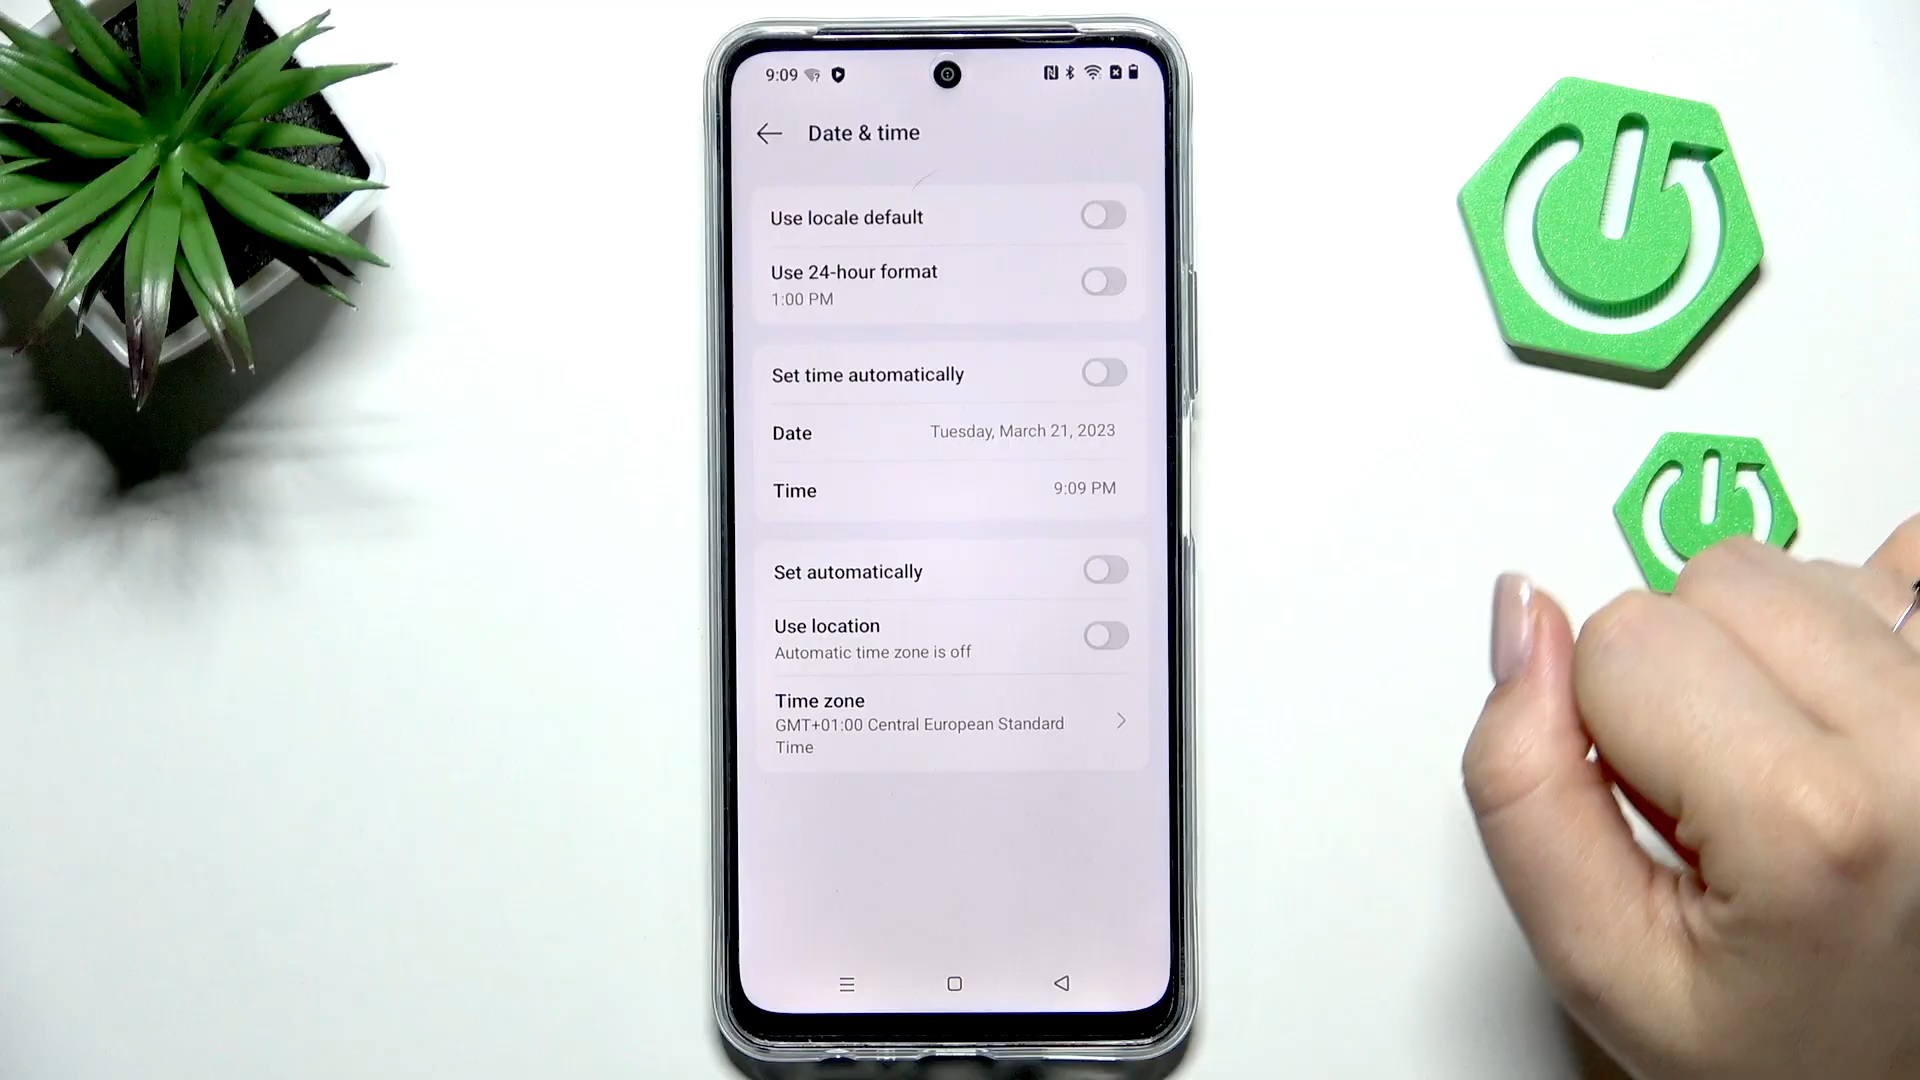 9:09
Date & time
Use locale default
Use 24-hour format
1:00 PM
Set time automatically
Date Tuesday, March 21, 2023
Time 9:09 PM
Set automatically
Use location
Automatic time zone is off
Time zone
GMT+01:00 Central European Standard
Time